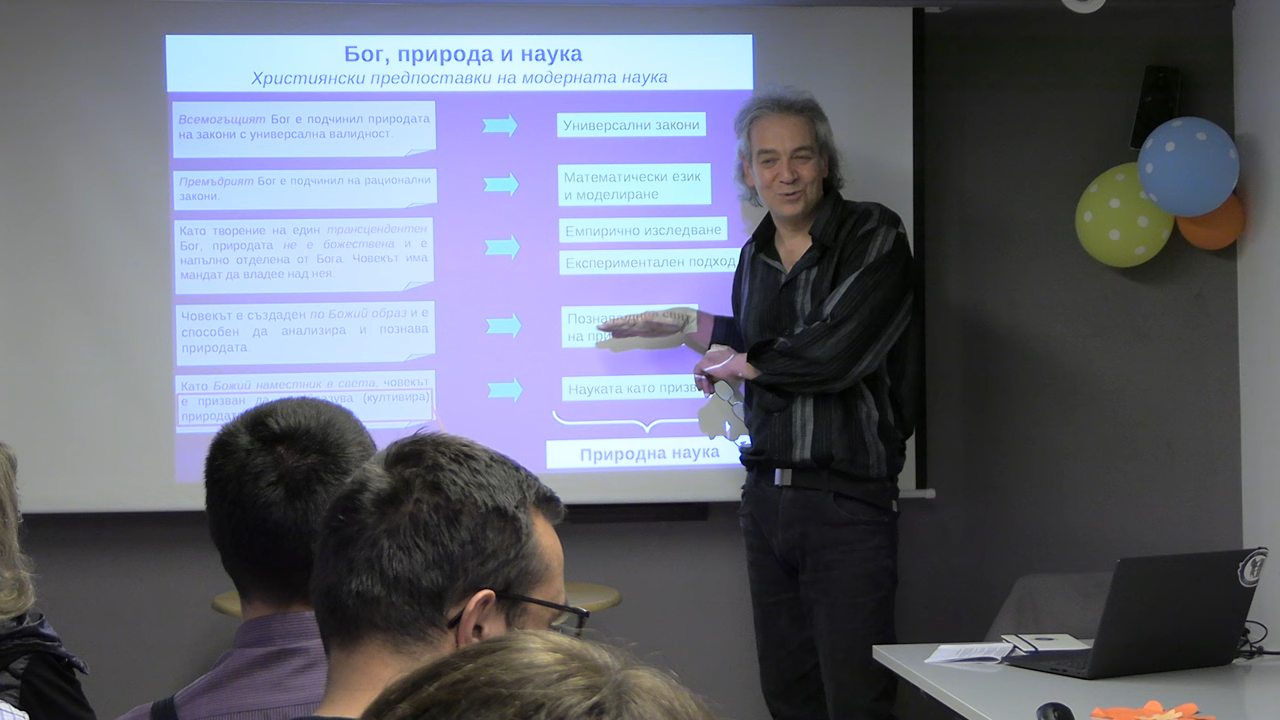 Бог, природа и наука
Християнски предпоставки на модерната наука
Всемогъщият Бог е подчинил природата
на закони с универсална валидност.
Универсални закони
Премъдрият Бог е подчинил на рационални
закони.
Математически език
и моделиране
Като творение на един трансцендентен
Бог, природата не е божествена и е
напълно отделена от Бога. Човекът има
мандат да владее над нея.
Емпирично изследване
Експериментален подход
Човекът е създаден по Божий образ и е
способен да анализира и познава
природата.
на
Като Божий наместник в света, човекът
е призван (култивира)
Науката като
Природна наука